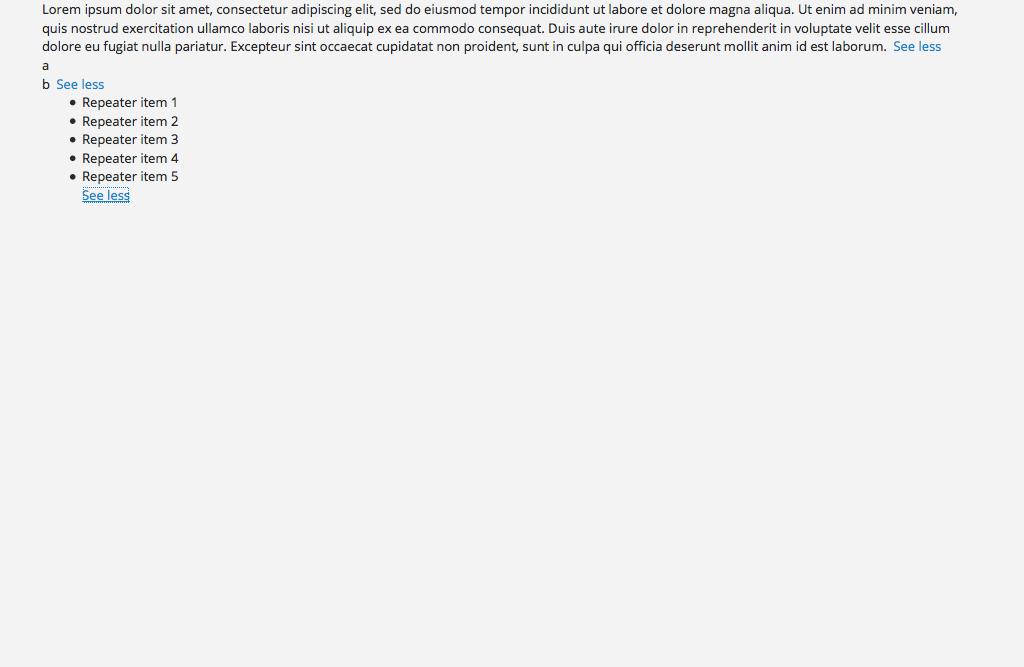 Lorem ipsum dolor sit amet, consectetur adipiscing elit, sed do eiusmod tempor incididunt ut labore et dolore magna aliqua. Ut enim ad minim veniam,
quis nostrud exercitation ullamco laboris nisi ut aliquip ex ea commodo consequat. Duis aute irure dolor in reprehenderit in voluptate velit esse cillum
dolore eu fugiat nulla pariatur. Excepteur sint occaecat cupidatat non proident, sunt in culpa qui officia deserunt mollit anim id est laborum. See less
a
b See less
• Repeater item 1
• Repeater item 2
• Repeater item 3
• Repeater item 4
• Repeater item 5
See less